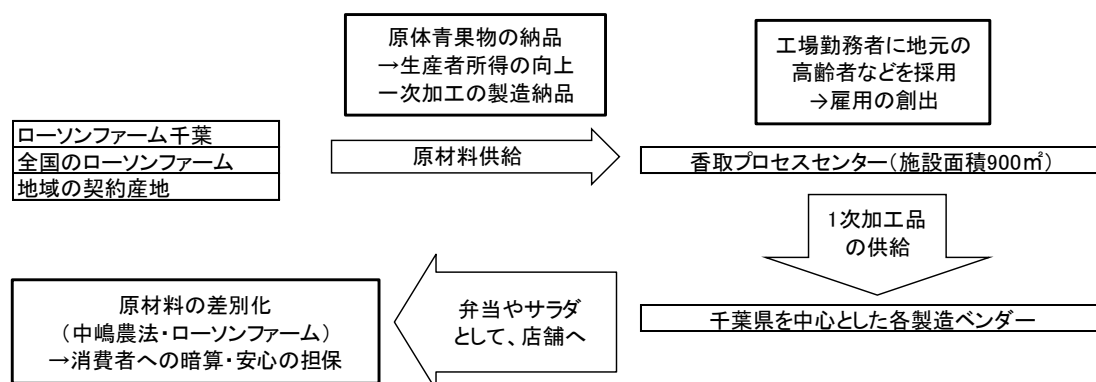 原体青果物の納品
→生産者所得の向上
一次加工の製造納品
工場勤務者に地元の
高齢者などを採用
→雇用の創出
ローソンファーム千葉
全国のローソンファーム
地域の契約産地
原材料供給
香取プロセスセンター（施設面積900㎡）
1次加工品
の供給
原材料の差別化
（中嶋農法・ローソンファーム）
→消費者への暗算・安心の担保
弁当やサラダ
として、店舗へ
千葉県を中心とした各製造ベンダー